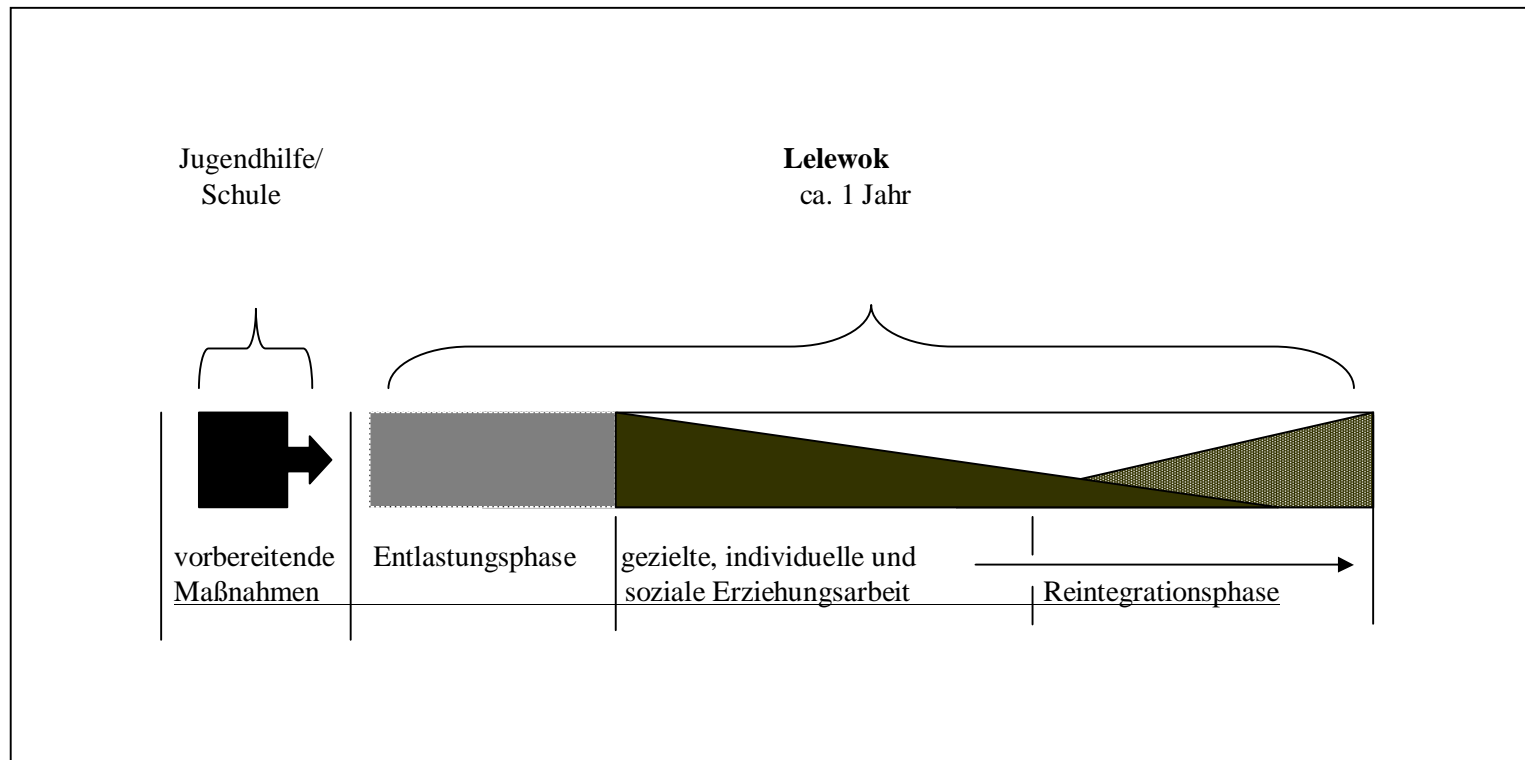 Jugendhilfe/
Schule
Lelewok
ca. 1 Jahr
vorbereitende
Maßnahmen
Entlastungsphase
gezielte, individuelle und
soziale Erziehungsarbeit
Reintegrationsphase